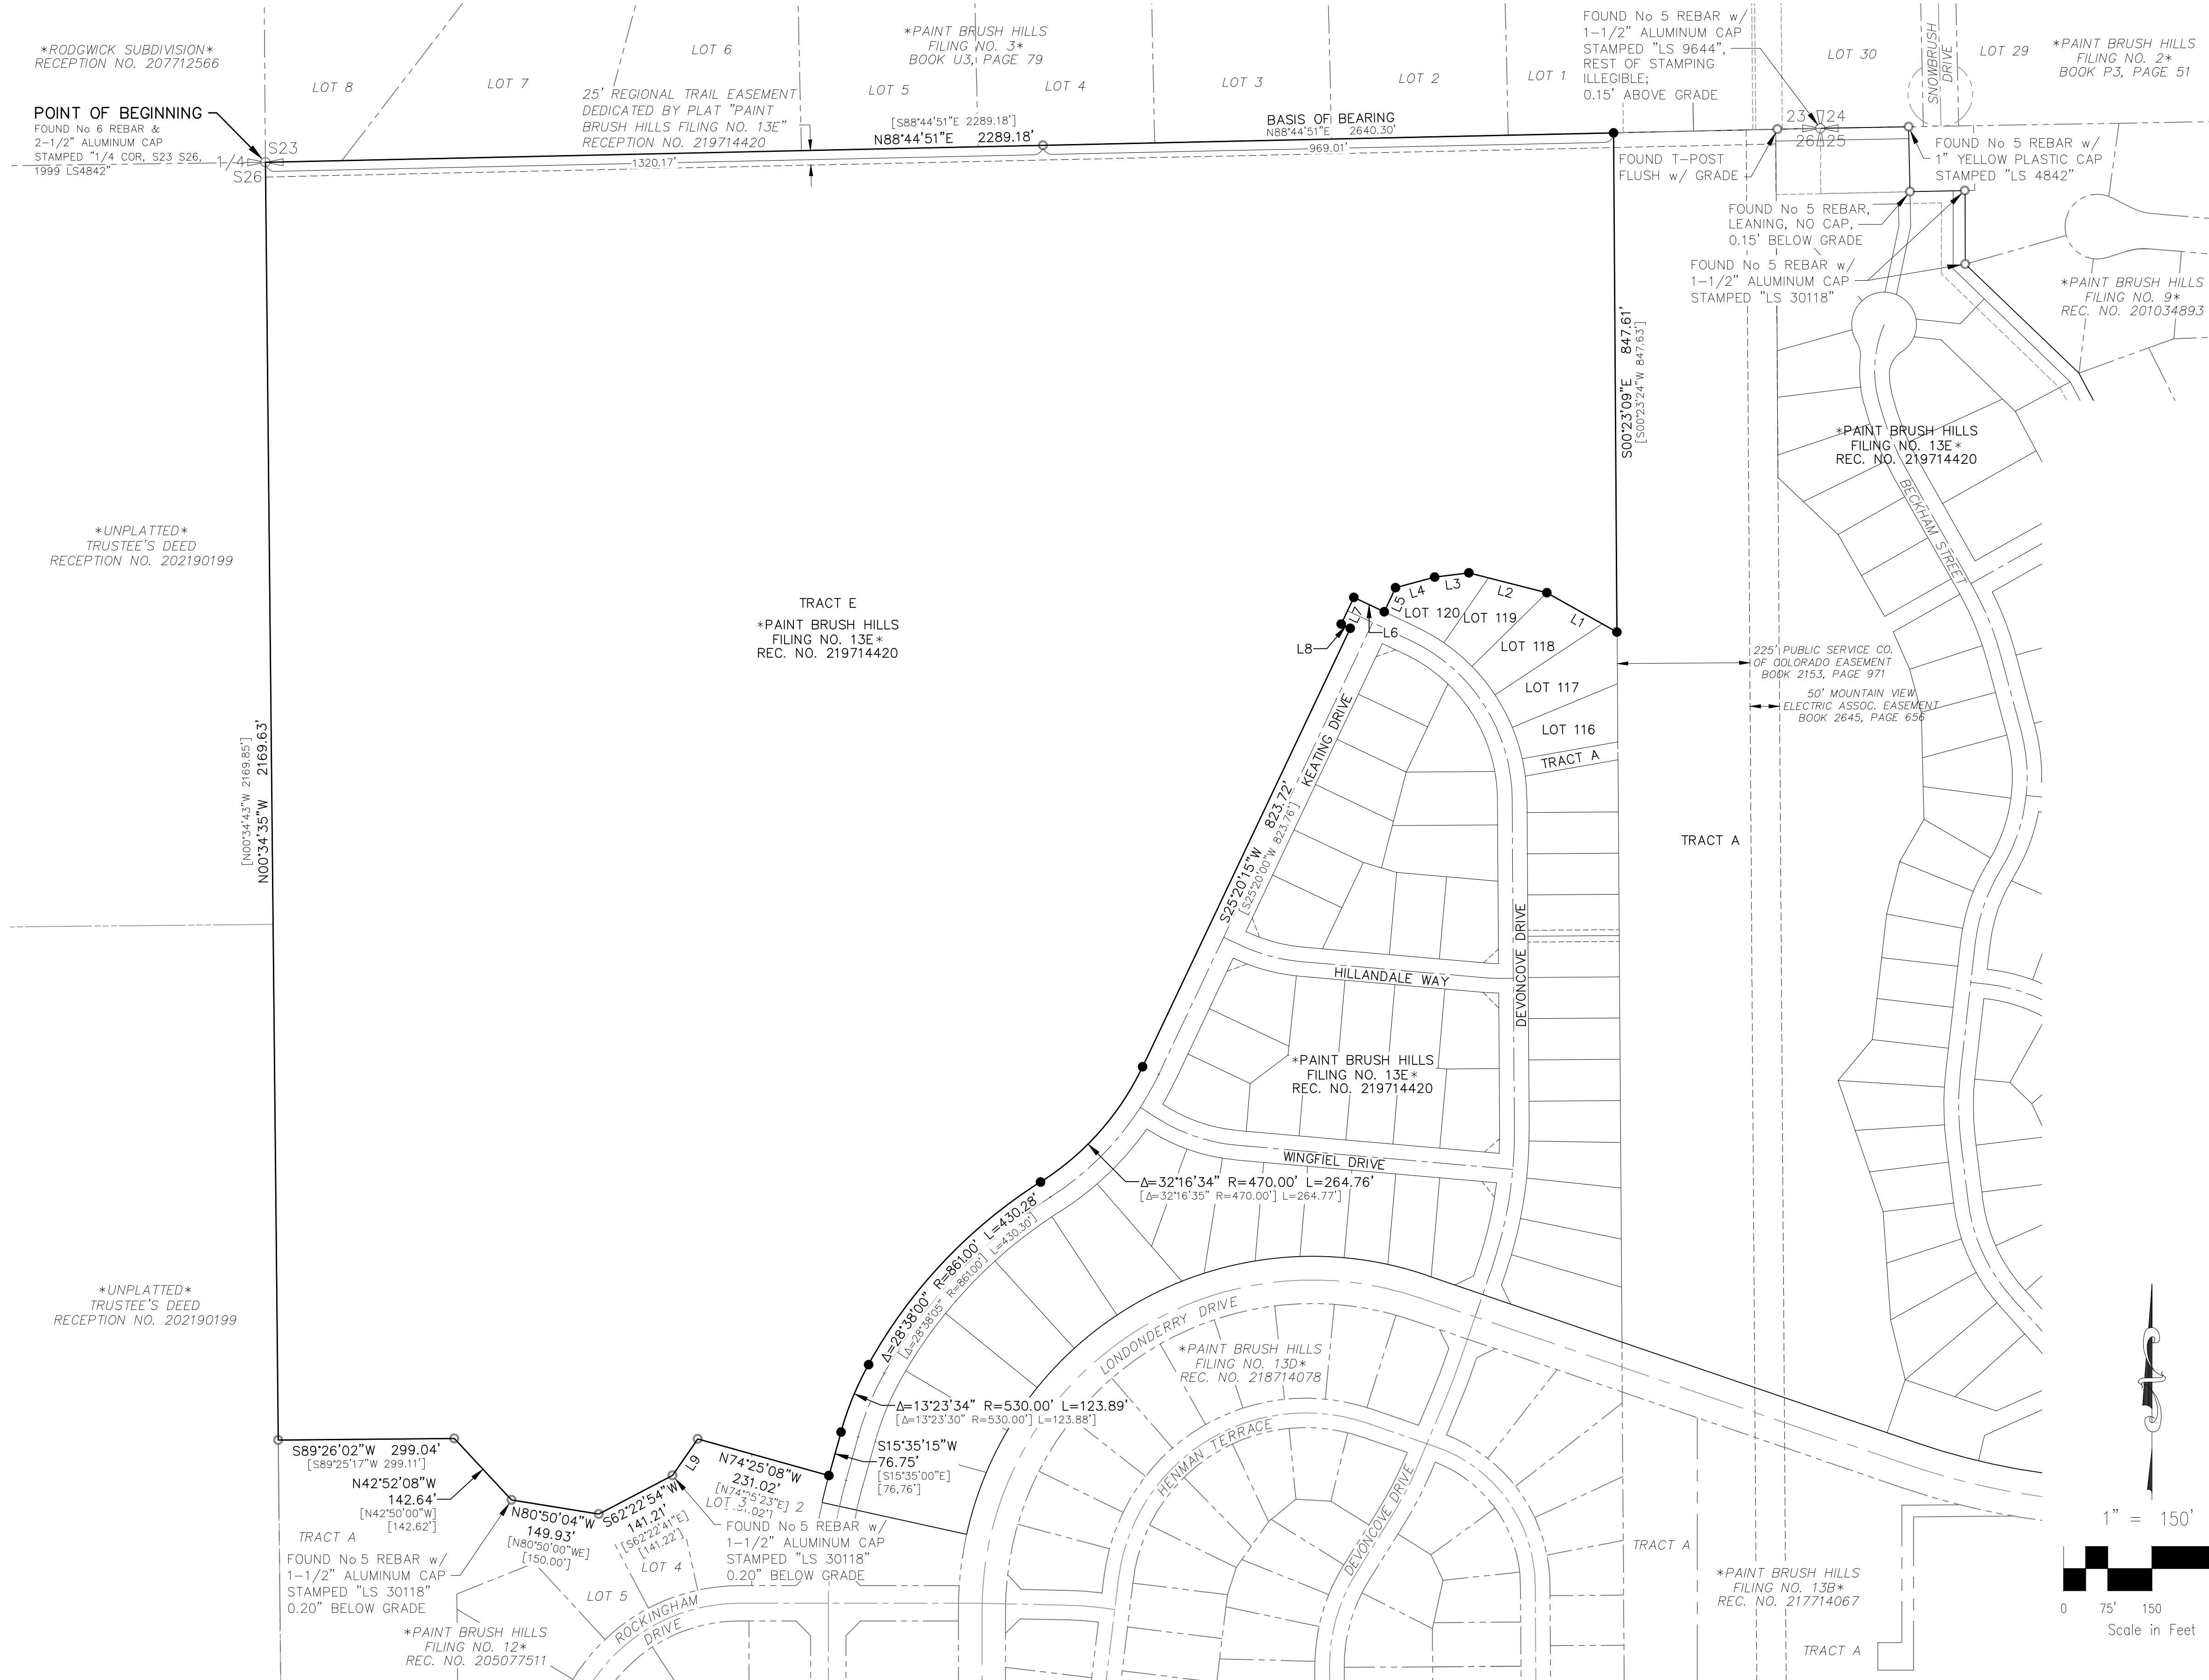 *RODGWICK SUBDIVISION*
RECEPTION NO. 207712566
LOT 8
LOT 7
LOT 6
*PAINT BRUSH HILLS
FILING NO. 3*
BOOK U3, PAGE 79
LOT 5
LOT 4
LOT 3
LOT 2
LOT 1
FOUND No 5 REBAR w/
1-1/2" ALUMINUM CAP
STAMPED "LS 9644",
REST OF STAMPING
ILLEGIBLE;
0.15' ABOVE GRADE
LOT 30
SNOWBRUSH
DRIVE
LOT 29
*PAINT BRUSH HILLS
FILING NO. 2*
BOOK P3, PAGE 51
POINT OF BEGINNING
FOUND No 6 REBAR &
2-1/2" ALUMINUM CAP
STAMPED "1/4 COR, S23 S26,
1999 LS4842"
1/4
S23
S26
25' REGIONAL TRAIL EASEMENT
DEDICATED BY PLAT "PAINT
BRUSH HILLS FILING NO. 13E"
RECEPTION NO. 219714420
[S88°44'51"E 2289.18']
N88°44'51"E 2289.18'
1320.17'
BASIS OF BEARING
N88°44'51"E 2640.30'
969.01'
23 24
26 25
FOUND T-POST
FLUSH w/ GRADE
FOUND No 5 REBAR w/
1" YELLOW PLASTIC CAP
STAMPED "LS 4842"
FOUND No 5 REBAR,
LEANING, NO CAP,
0.15' BELOW GRADE
FOUND No 5 REBAR w/
1-1/2" ALUMINUM CAP
STAMPED "LS 30118"
*PAINT BRUSH HILLS
FILING NO. 9*
REC. NO. 201034893
S00°23'09"E 847.61'
[S00°23'24"W 847.63']
*PAINT BRUSH HILLS
FILING NO. 13E*
REC. NO. 219714420
BECKHAM STREET
*UNPLATTED*
TRUSTEE'S DEED
RECEPTION NO. 202190199
TRACT E
*PAINT BRUSH HILLS
FILING NO. 13E*
REC. NO. 219714420
L8
L7
L6
L5
L4
L3
L2
L1
LOT 120
LOT 119
LOT 118
LOT 117
LOT 116
TRACT A
225' PUBLIC SERVICE CO.
OF COLORADO EASEMENT
BOOK 2153, PAGE 971
50' MOUNTAIN VIEW
ELECTRIC ASSOC. EASEMENT
BOOK 2645, PAGE 656
[N00°34'43"W 2169.85']
N00°34'35"W 2169.63'
KEATING DRIVE
S25°20'15"W 823.72'
[S25°20'00"W 823.76']
TRACT A
DEVONCOVE DRIVE
HILLANDALE WAY
*PAINT BRUSH HILLS
FILING NO. 13E*
REC. NO. 219714420
WINGFIEL DRIVE
Δ=32°16'34" R=470.00' L=264.76'
[Δ=32°16'35" R=470.00'] L=264.77']
Δ=28°38'00" R=861.00' L=430.28'
[Δ=28°38'05" R=861.00'] L=430.30']
*UNPLATTED*
TRUSTEE'S DEED
RECEPTION NO. 202190199
LONDONDERRY DRIVE
*PAINT BRUSH HILLS
FILING NO. 13D*
REC. NO. 218714078
Δ=13°23'34" R=530.00' L=123.89'
[Δ=13°23'30" R=530.00'] L=123.88']
S15°35'15"W
76.75'
[S15°35'00"E]
[76,76']
HENMAN TERRACE
DEVONCOVE DRIVE
S89°26'02"W 299.04'
[S89°25'17"W 299.11']
N42°52'08"W
142.64'
[N42°50'00"W]
[142.62']
N80°50'04"W
149.93'
[N80°50'00"WE]
[150.00']
S62°22'54"W
141.21'
[S62°22'41"E]
[141.22']
L9
N74°25'08"W
231.02'
[N74°25'23"E]
LOT 3
2
TRACT A
FOUND No 5 REBAR w/
1-1/2" ALUMINUM CAP
STAMPED "LS 30118"
0.20" BELOW GRADE
FOUND No 5 REBAR w/
1-1/2" ALUMINUM CAP
STAMPED "LS 30118"
0.20" BELOW GRADE
LOT 4
LOT 5
ROCKINGHAM
DRIVE
*PAINT BRUSH HILLS
FILING NO. 12*
REC. NO. 205077511
TRACT A
*PAINT BRUSH HILLS
FILING NO. 13B*
REC. NO. 217714067
TRACT A
1" = 150'
0 75' 150
Scale in Feet